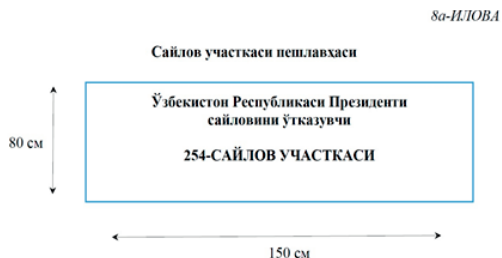 8а-ИЛОВА
Сайлов участкаси пешлавҳаси
Ўзбекистон Республикаси Президенти
сайловини ўтказувчи
80 см
254-САЙЛОВ УЧАСТКАСИ
150 см